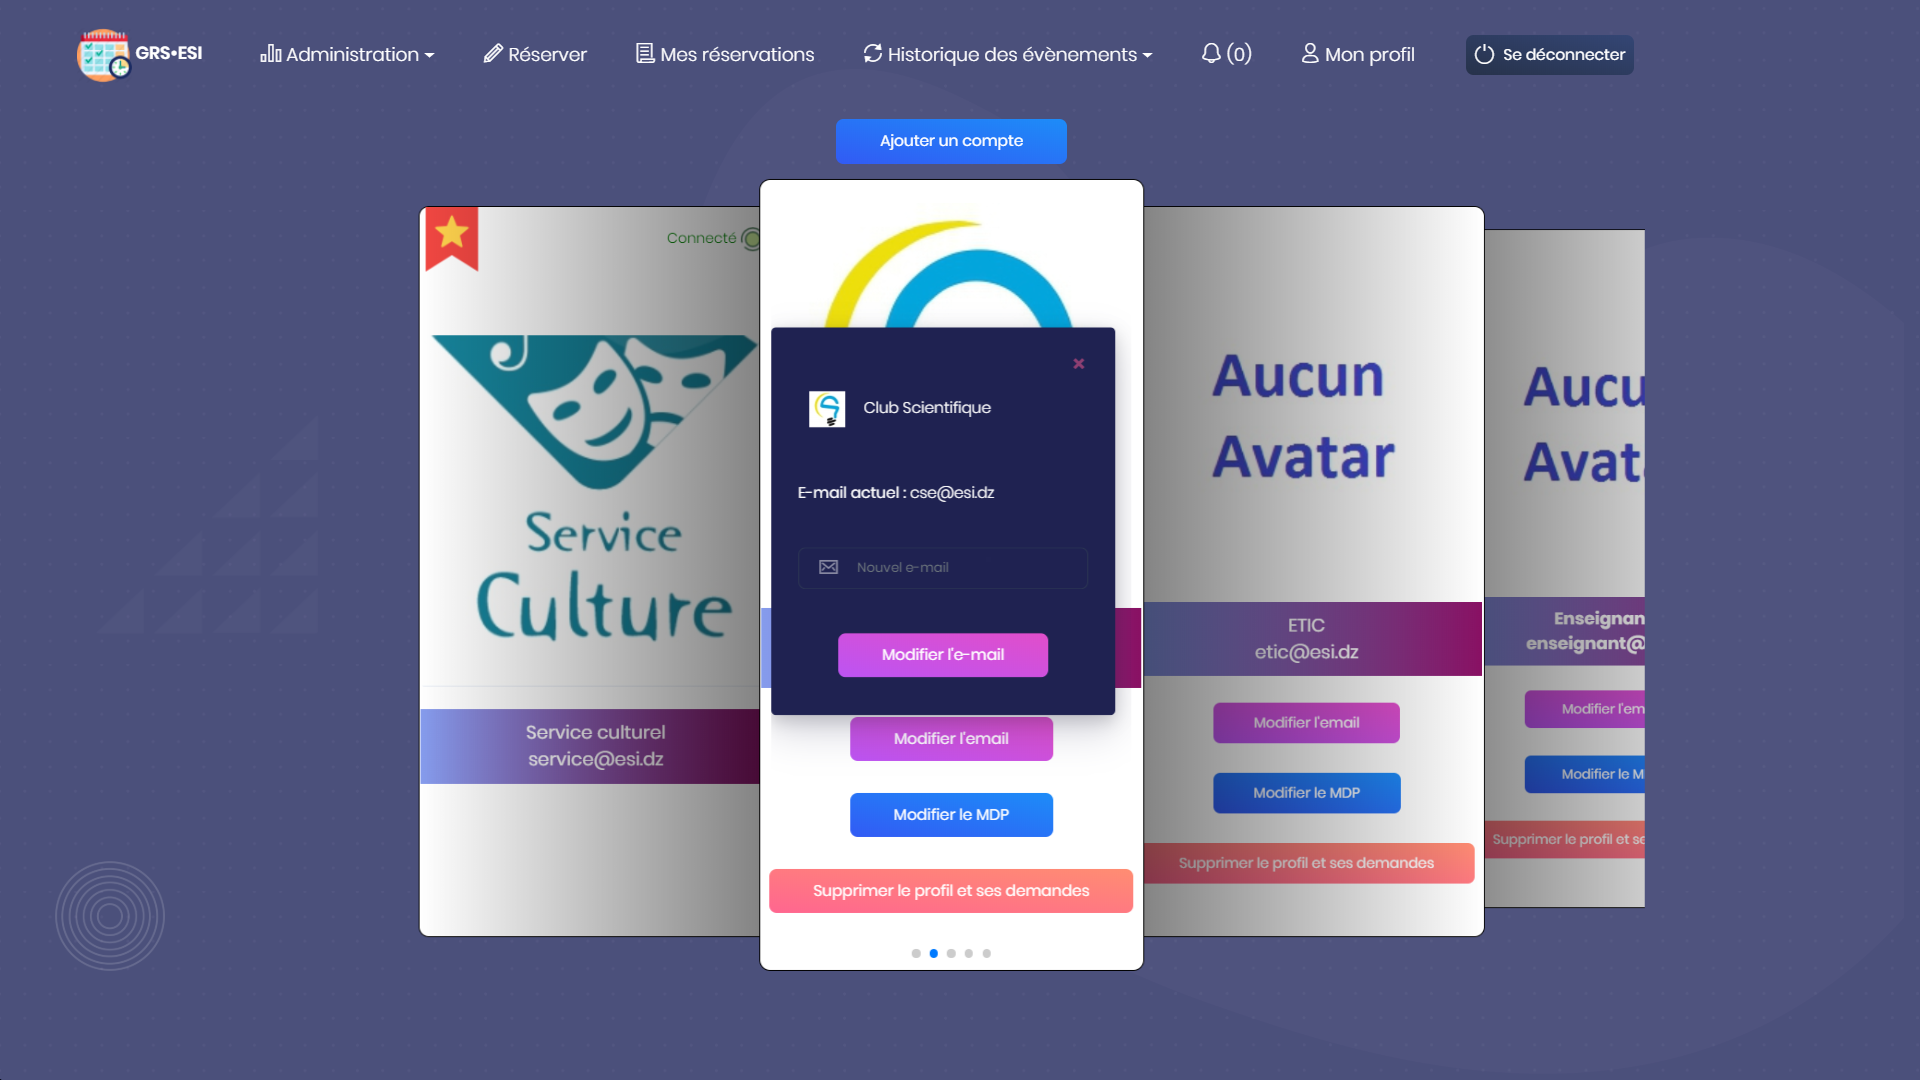 GRS•ESI
Administration
Réserver
Mes réservations
Historique des évènements
(0)
Mon profil
Se déconnecter
Ajouter un compte
Connecté
Service
Culture
Service culturel
service@esi.dz
Club Scientifique
E-mail actuel : cse@esi.dz
Nouvel e-mail
Modifier l'e-mail
Modifier l'email
Modifier le MDP
Supprimer le profil et ses demandes
Aucun
Avatar
ETIC
etic@esi.dz
Modifier l'email
Modifier le MDP
Supprimer le profil et ses demandes
Aucu
Avat
Enseignan
enseignant@
Modifier l'em
Modifier le M
Supprimer le profil et se